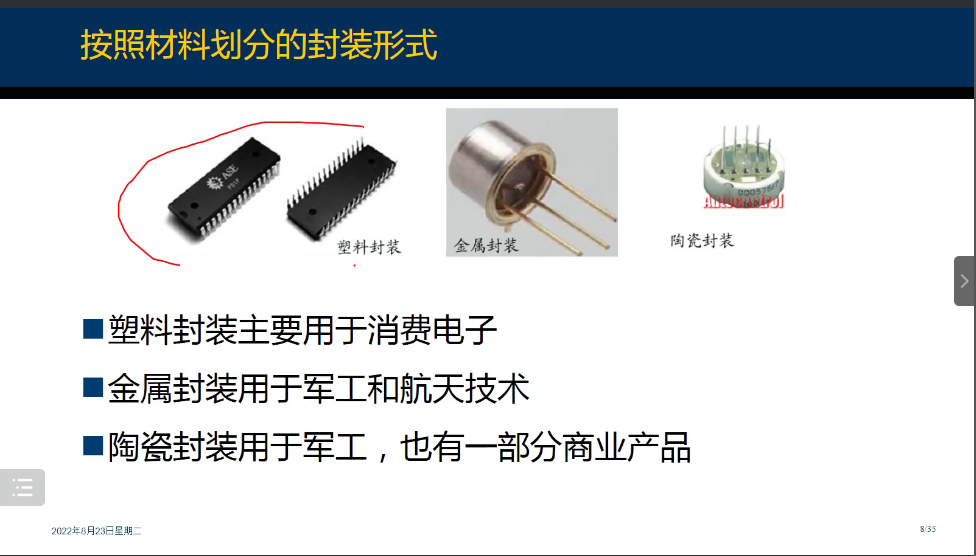 按照材料划分的封装形式
ASE
塑料封装
金属封装
陶瓷封装
塑料封装主要用于消费电子
金属封装用于军工和航天技术
陶瓷封装用于军工，也有一部分商业产品
2022年8月23日星期二
8/35